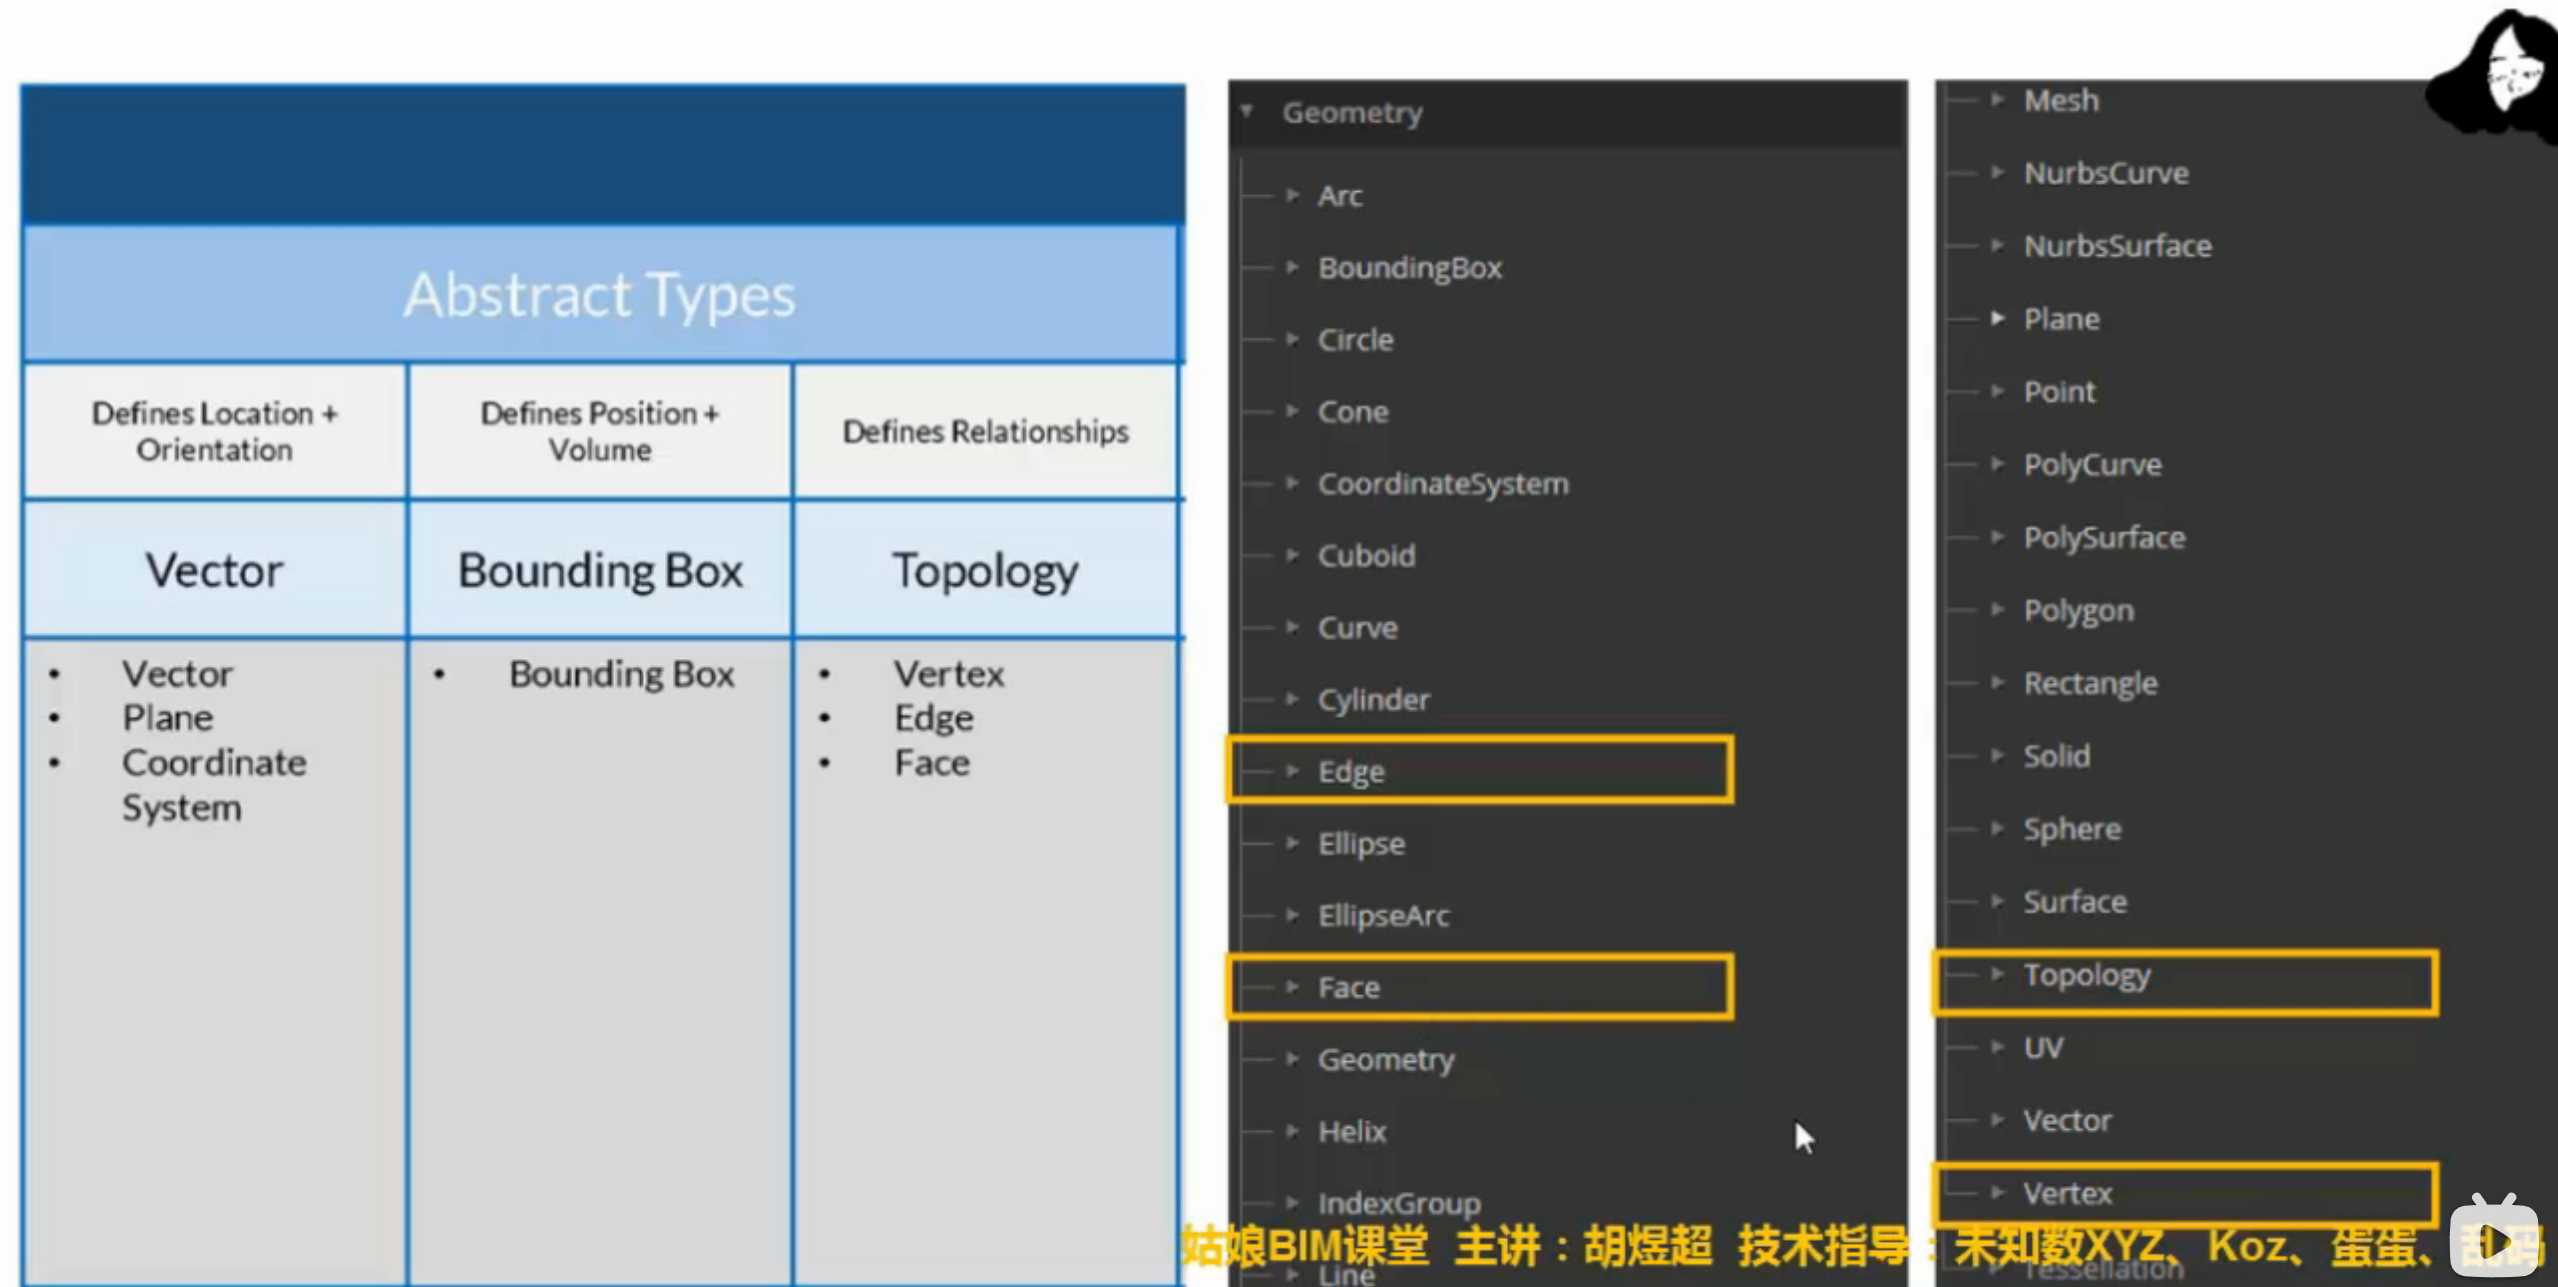 Abstract Types
Defines Location +
Orientation
Defines Position +
Volume
Defines Relationships
Vector
Bounding Box
Topology
• Vector
• Plane
• Coordinate
System
• Bounding Box
• Vertex
• Edge
• Face
Geometry
Arc
BoundingBox
Circle
Cone
CoordinateSystem
Cuboid
Curve
Cylinder
Edge
Ellipse
EllipseArc
Face
Geometry
Helix
IndexGroup
Line
Mesh
NurbsCurve
NurbsSurface
Plane
Point
PolyCurve
PolySurface
Polygon
Rectangle
Solid
Sphere
Surface
Topology
UV
Vector
Vertex
Tessellation
姑娘BIM课堂 主讲：胡煜超 技术指导：未知数XYZ、Koz、蛋蛋、乱码